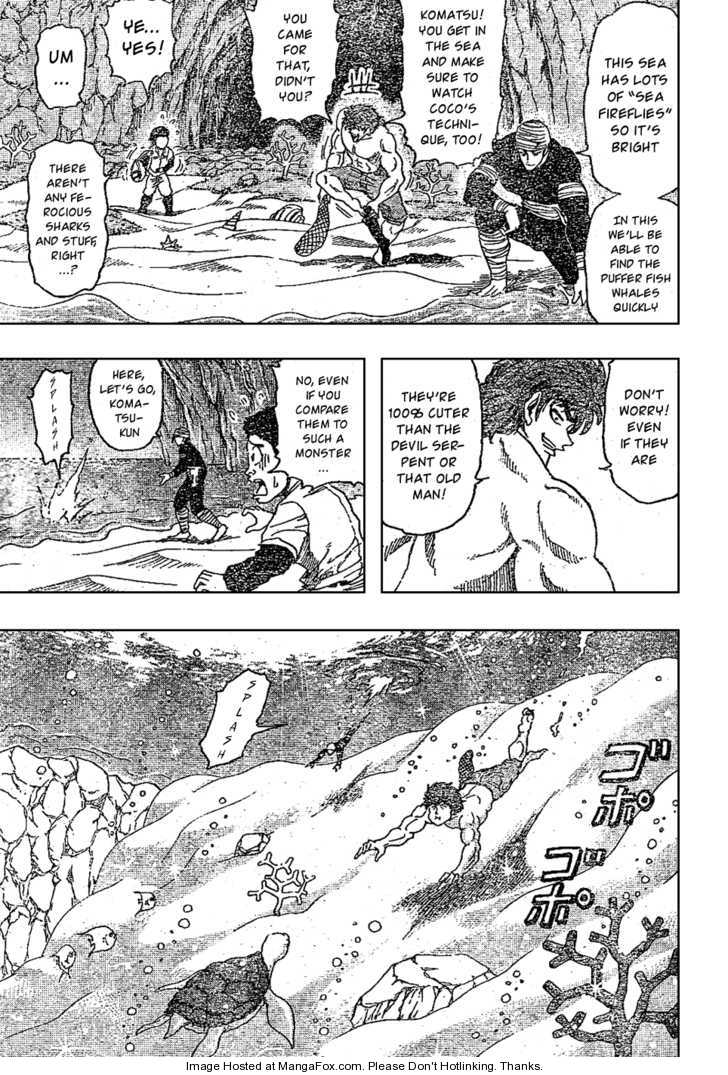 THIS SEA
HAS LOTS
OF "SEA
FIREFLIES"
SO IT'S
BRIGHT
IN THIS
WE'LL BE
ABLE TO
FIND THE
PUFFER FISH
WHALES
QUICKLY
KOMATSU!
YOU GET IN
THE SEA
AND MAKE
SURE TO
WATCH
COCO'S
TECHNI-
QUE, TOO!
YOU
CAME
FOR
THAT,
DIDN'T
YOU?
YE...
YES!
UM
...
THERE
AREN'T
ANY FE-
ROCIOUS
SHARKS
AND STUFF,
RIGHT
...?
DON'T
WORRY!
EVEN
IF THEY
ARE
THEY'RE
100% CUTER
THAN THE
DEVIL SER-
PENT OR
THAT OLD
MAN!
NO, EVEN
IF YOU
COMPARE
THEM TO
SUCH A
MONSTER
...
HERE,
LET'S GO,
KOMA-
TSU-
KUN
SPLASH
SPLASH
ゴポ
ゴポ
Image Hosted at MangaFox.com. Please Don't Hotlinking. Thanks.